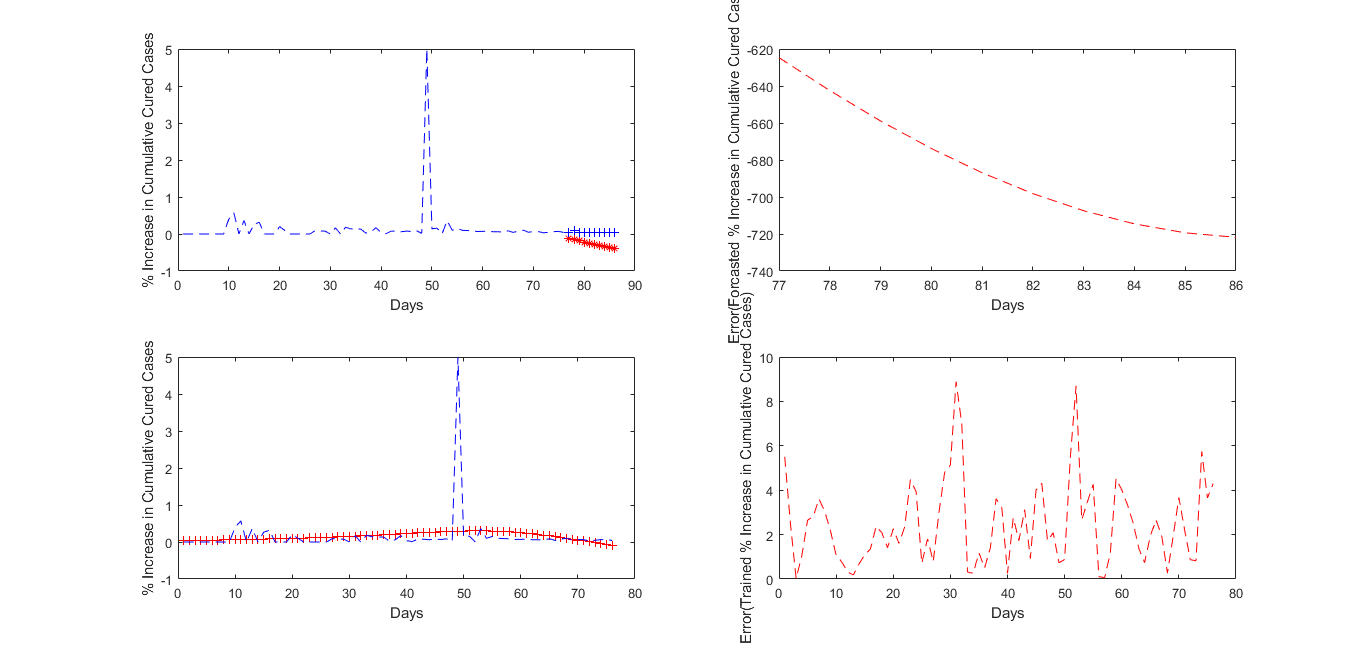 % Increase in Cumulative Cured Cases
5
4
3
2
1
0
-1
0 10 20 30 40 50 60 70 80 90
Days
Error(Forcasted % Increase in Cumulative Cured
-620
-640
-660
-680
-700
-720
-740
77 78 79 80 81 82 83 84 85 86
Days
% Increase in Cumulative Cured Cases
5
4
3
2
1
0
-1
0 10 20 30 40 50 60 70 80
Days
Error(Trained % Increase in Cumulative Cured Cases)
10
8
6
4
2
0
0 10 20 30 40 50 60 70 80
Days